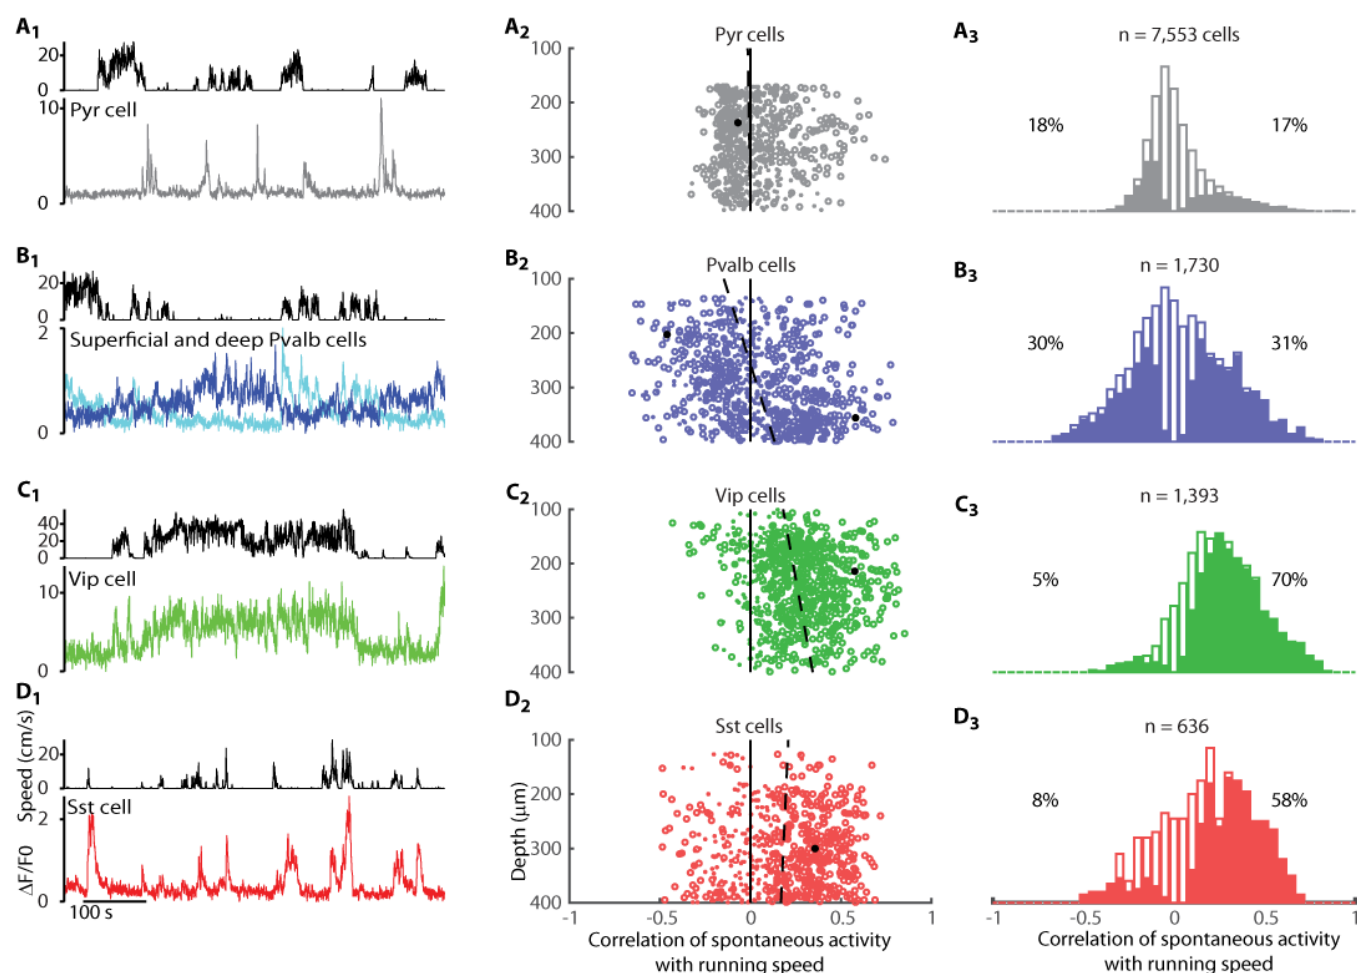 A1
20
0
Pyr cell
10
0
A2
Pyr cells
100
200
300
400
A3
n = 7,553 cells
18%
17%
B1
20
0
2
Superficial and deep Pvalb cells
0
B2
Pvalb cells
100
200
300
400
B3
n = 1,730
30%
31%
C1
40
20
0
Vip cell
10
0
C2
Vip cells
100
200
300
400
C3
n = 1,393
5%
70%
D1
Speed (cm/s)
20
0
Sst cell
2
ΔF/F0
0
100 s
D2
Sst cells
Depth (μm)
100
200
300
400
-1
-0.5
0
0.5
1
Correlation of spontaneous activity
with running speed
D3
n = 636
8%
58%
-1
-0.5
0
0.5
1
Correlation of spontaneous activity
with running speed